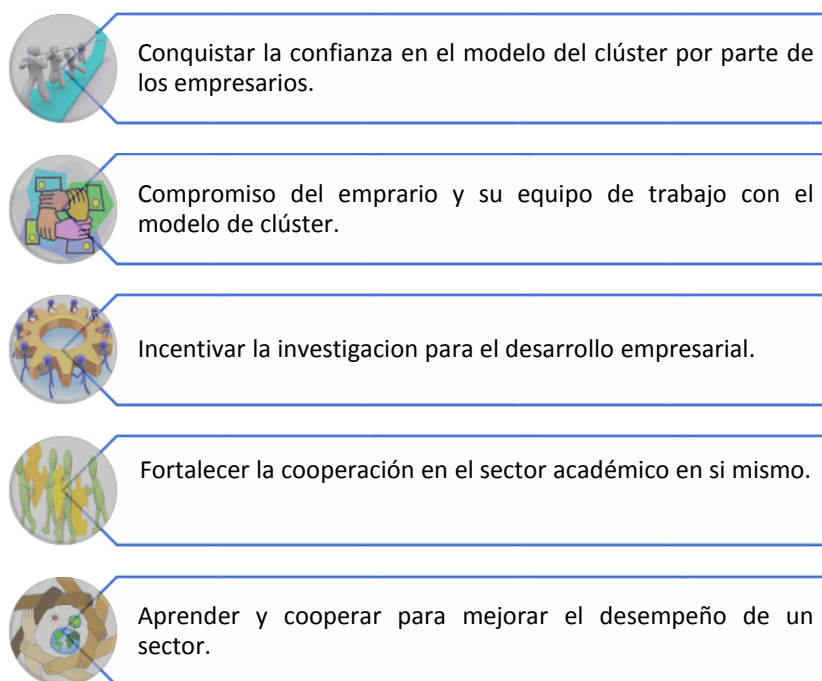 Conquistar la confianza en el modelo del clúster por parte de
los empresarios.
Compromiso del emprario y su equipo de trabajo con el
modelo de clúster.
Incentivar la investigacion para el desarrollo empresarial.
Fortalecer la cooperación en el sector académico en si mismo.
Aprender y cooperar para mejorar el desempeño de un
sector.